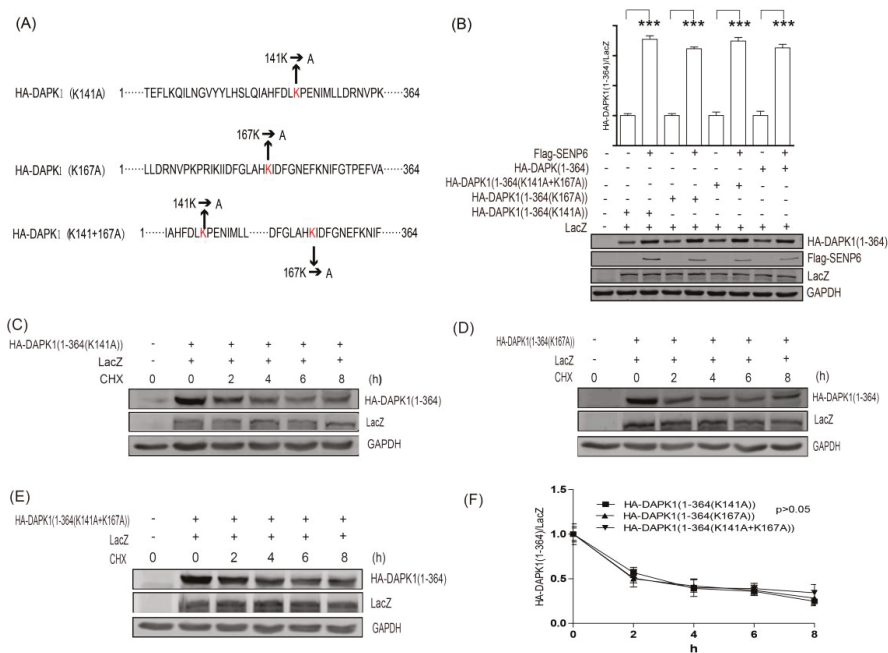 (A)
141K → A
HA-DAPK1 (K141A) 1······TEFLKQILNGVYYLHSLQIAHFDLKPENIMLLDRNVPK······364
167K → A
HA-DAPK1 (K167A) 1······LLDRNVPKPRIKIIDFGLAHKIDFGNEFKNIFGTPEFVA······364
141K → A
HA-DAPK1 (K141+167A) 1······IAHFDLKPENIMLL······DFGLAHKIDFGNEFKNIF······364
167K → A
(B)
*** *** *** ***
HA-DAPK1(1-364)/LacZ
Flag-SENP6 - - + - + - + - +
HA-DAPK(1-364) - - - - - - - + +
HA-DAPK1(1-364(K141A+K167A)) - - - - - + + - -
HA-DAPK1(1-364(K167A)) - - - + + - - - -
HA-DAPK1(1-364(K141A)) - + + - - - - - -
LacZ - + + + + + + + +
HA-DAPK1(1-364)
Flag-SENP6
LacZ
GAPDH
(C)
HA-DAPK1(1-364(K141A)) - + + + + +
LacZ - + + + + +
CHX 0 0 2 4 6 8 (h)
HA-DAPK1(1-364)
LacZ
GAPDH
(D)
HA-DAPK1(1-364(K167A)) - + + + + +
LacZ - + + + + +
CHX 0 0 2 4 6 8 (h)
HA-DAPK1(1-364)
LacZ
GAPDH
(E)
HA-DAPK1(1-364(K141A+K167A)) - + + + + +
LacZ - + + + + +
CHX 0 0 2 4 6 8 (h)
HA-DAPK1(1-364)
LacZ
GAPDH
(F)
HA-DAPK1(1-364)/LacZ
1.5
1.0
0.5
0.0
HA-DAPK1(1-364(K141A))
HA-DAPK1(1-364(K167A))
HA-DAPK1(1-364(K141A+K167A))
p>0.05
0 2 4 6 8
h